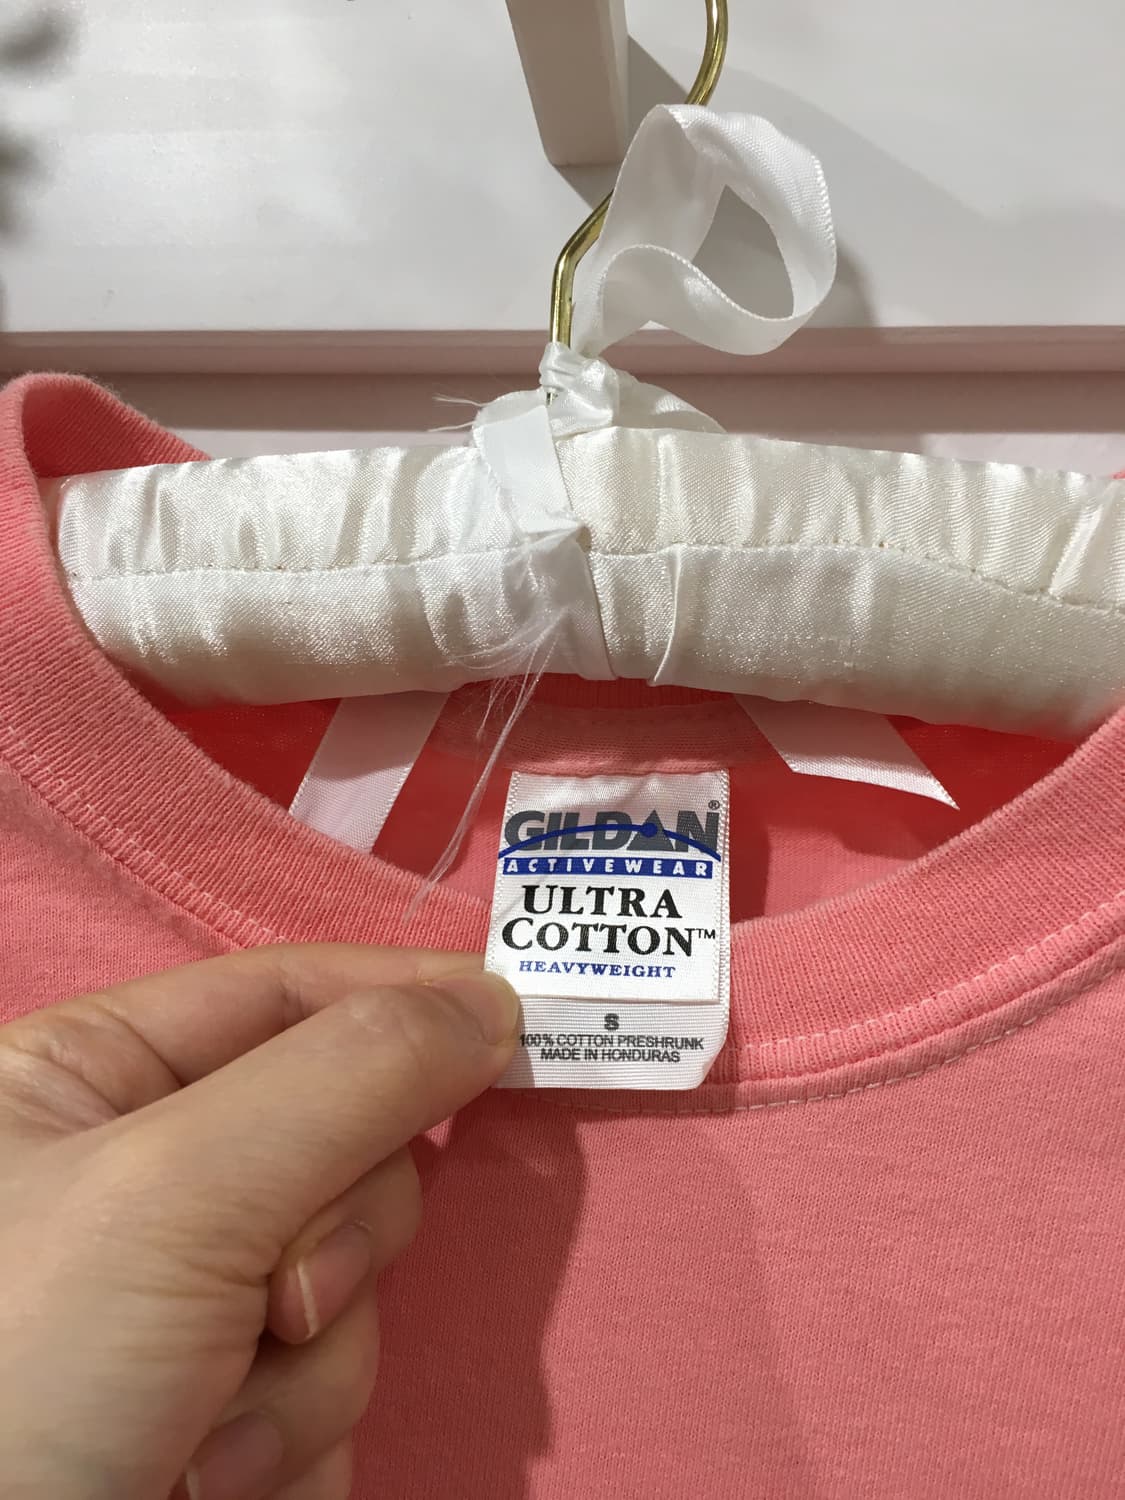 GILDAN®
ACTIVEWEAR
ULTRA
COTTON™
HEAVYWEIGHT
S
100% COTTON PRESHRUNK
MADE IN HONDURAS